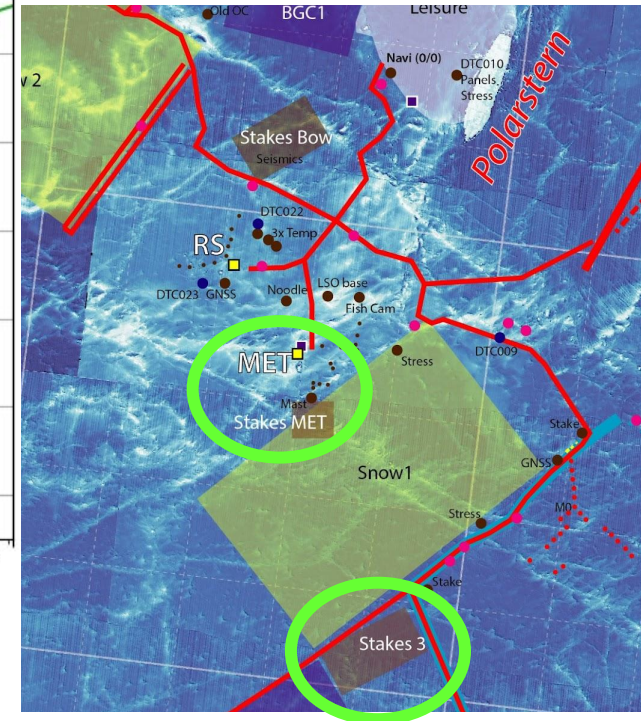 Old OC
BGC1
Leisure
w 2
Navi (0/0)
DTC010
Panels
Stress
Polarstern
Stakes Bow
Seismics
DTC022
3x Temp
RS
DTC023
GNSS
Noodle
LSO base
Fish Cam
MET
Stress
DTC009
Mast
Stakes MET
Stake
GNSS
Snow1
Stress
M0
Stake
Stakes 3